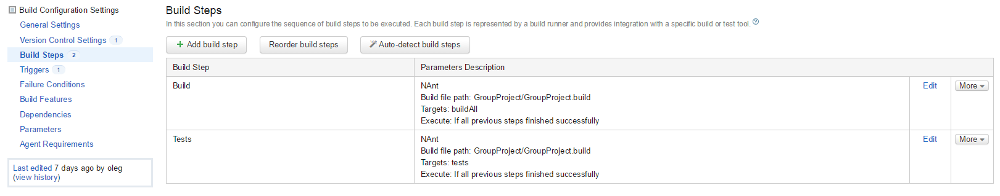 Build Configuration Settings
General Settings
Version Control Settings 1
Build Steps 2
Triggers 1
Failure Conditions
Build Features
Dependencies
Parameters
Agent Requirements
Last edited 7 days ago by oleg
(view history)
Build Steps
In this section you can configure the sequence of build steps to be executed. Each build step is represented by a build runner and provides integration with a specific build or test tool. ?
+ Add build step Reorder build steps Auto-detect build steps
Build Step Parameters Description
Build NAnt Edit More
Build file path: GroupProject/GroupProject.build
Targets: buildAll
Execute: If all previous steps finished successfully
Tests NAnt Edit More
Build file path: GroupProject/GroupProject.build
Targets: tests
Execute: If all previous steps finished successfully